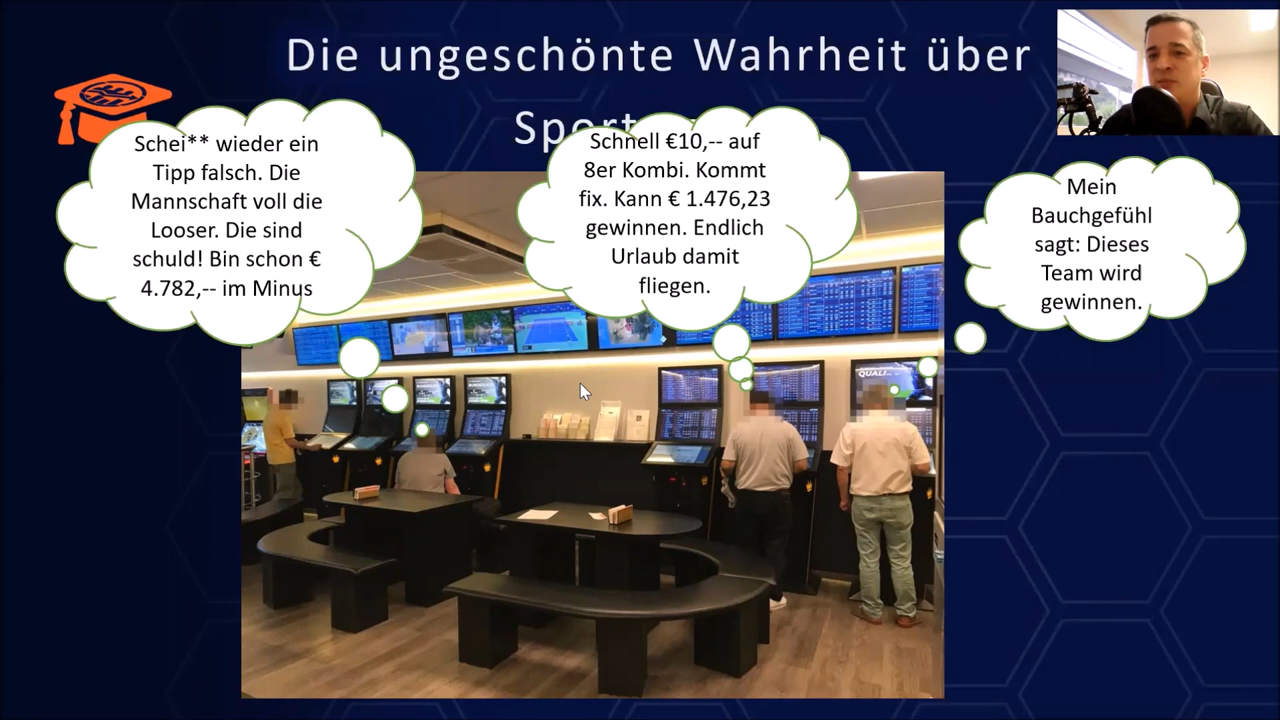 Die ungeschönte Wahrheit über
Schei** wieder ein
Tipp falsch. Die
Mannschaft voll die
Looser. Die sind
schuld! Bin schon €
4.782,-- im Minus
Schnell €10,-- auf
8er Kombi. Kommt
fix. Kann € 1.476,23
gewinnen. Endlich
Urlaub damit
fliegen.
Mein
Bauchgefühl
sagt: Dieses
Team wird
gewinnen.